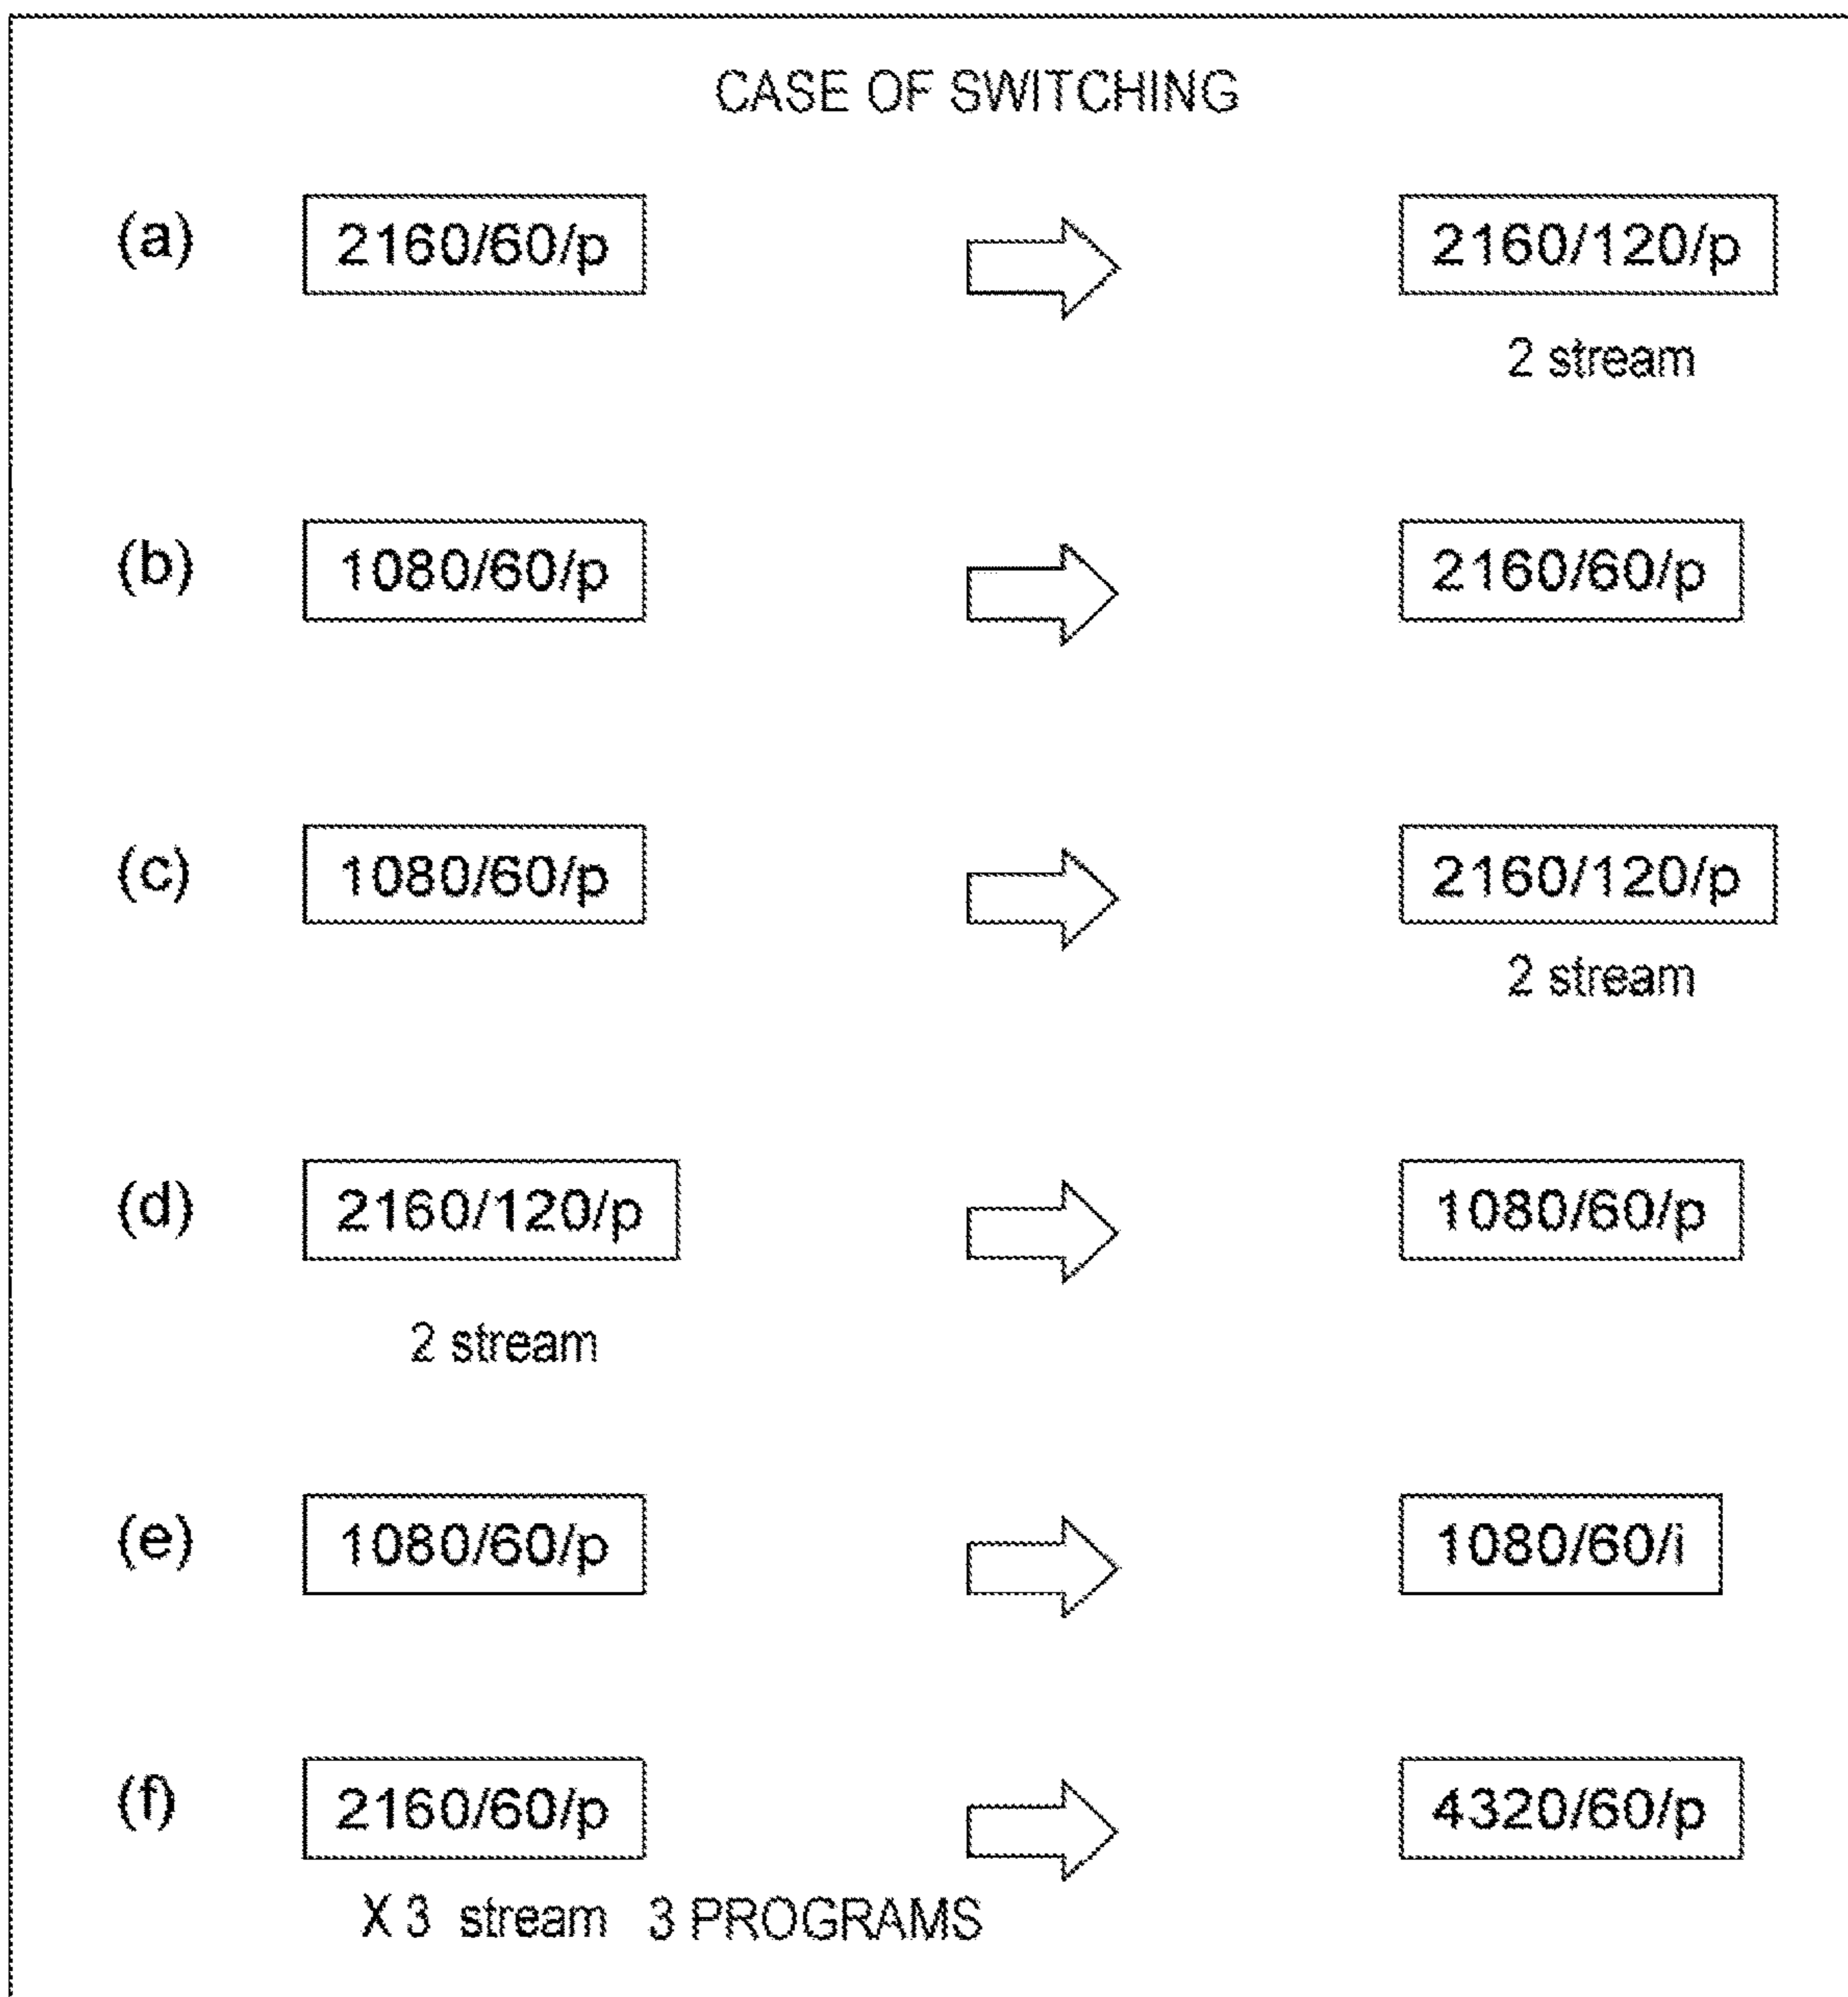 CASE OF SWITCHING
(a) 2160/60/p 2160/120/p
2 stream
(b) 1080/60/p 2160/60/p
(c) 1080/60/p 2160/120/p
2 stream
(d) 2160/120/p 1080/60/p
2 stream
(e) 1080/60/p 1080/60/i
(f) 2160/60/p 4320/60/p
X 3 stream 3 PROGRAMS